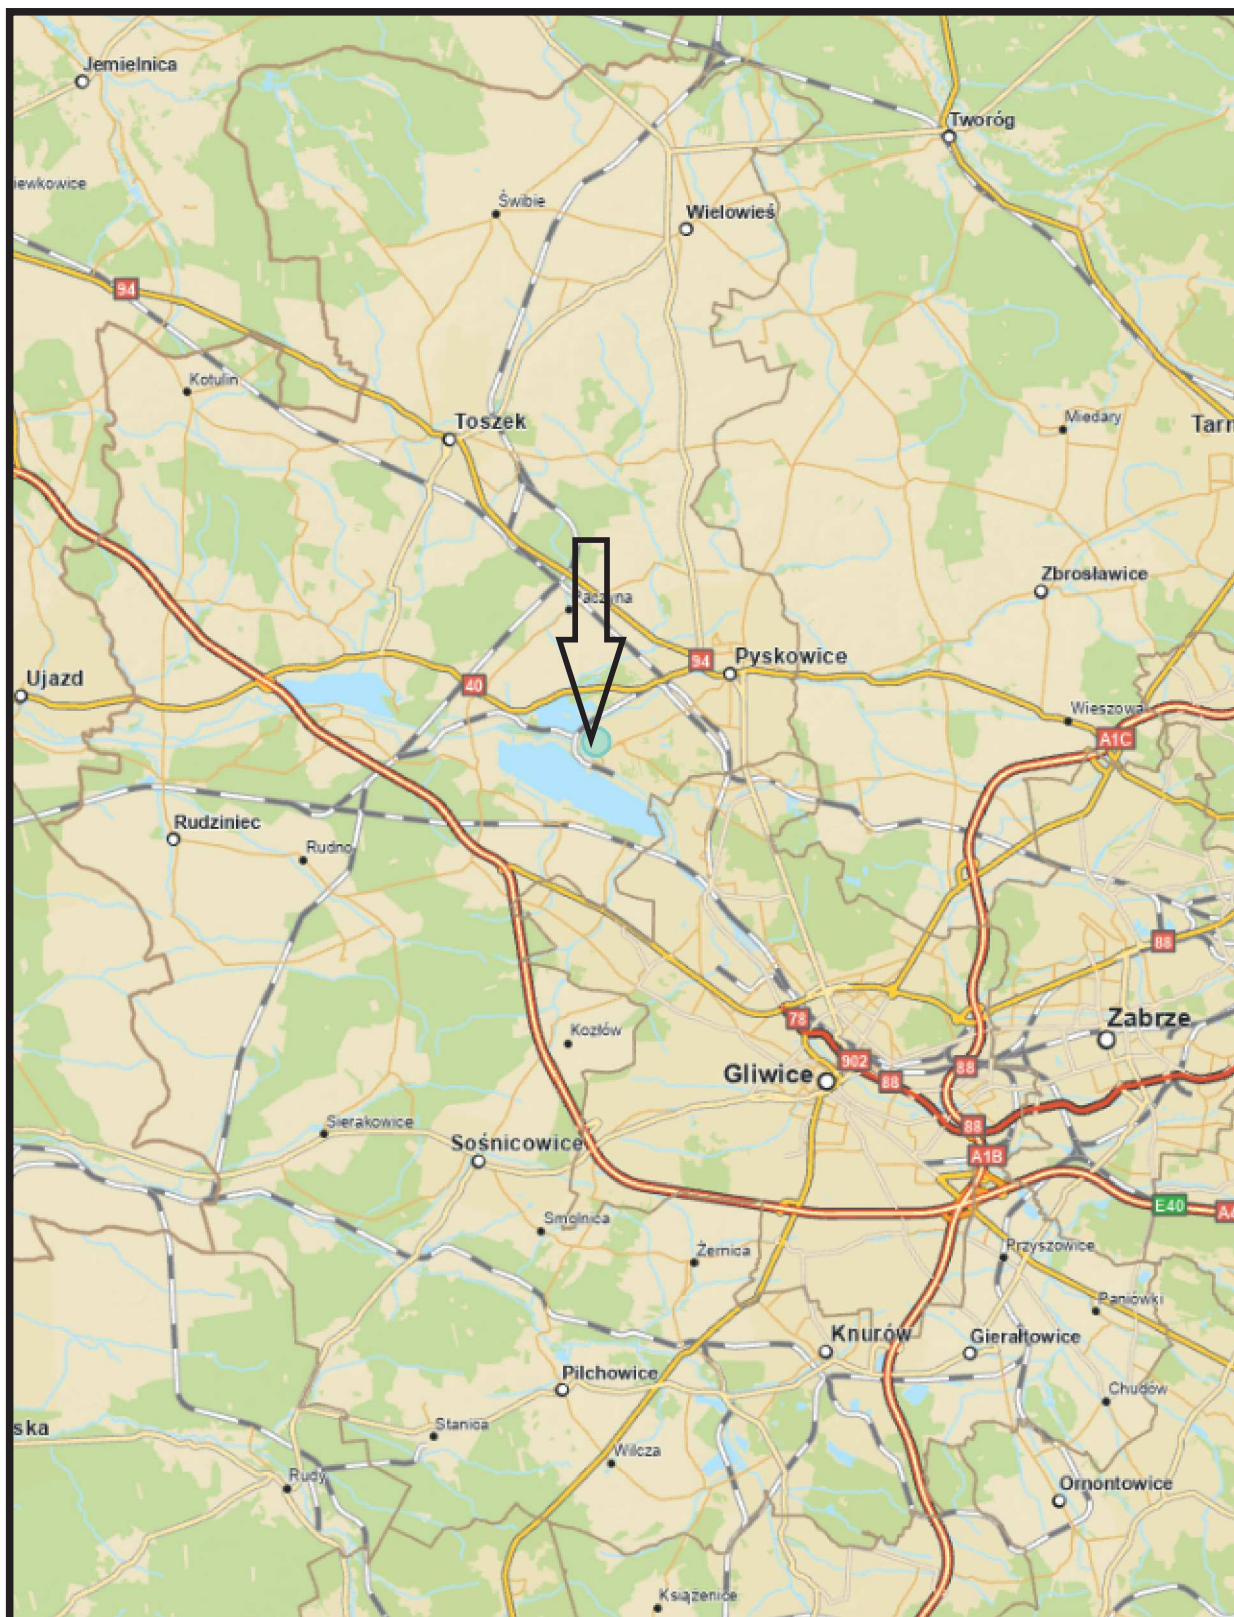 Jemielnica
Tworóg
iewkowice
Świbie
Wielowieś
94
Kotulin
Toszek
Miedary
Tarn
Zbrosławice
Paczyna
94
Pyskowice
Ujazd
40
Wieszowa
A1C
Rudziniec
Rudno
88
78
Zabrze
Kozłów
902
88
Gliwice
88
Sierakowice
88
Sośnicowice
A1B
E40
A4
Smolnica
Żernica
Przyszowice
Paniówki
Knurów
Gierałtowice
Pilchowice
Chudów
ska
Stanica
Wilcza
Rudy
Ornontowice
Książenice